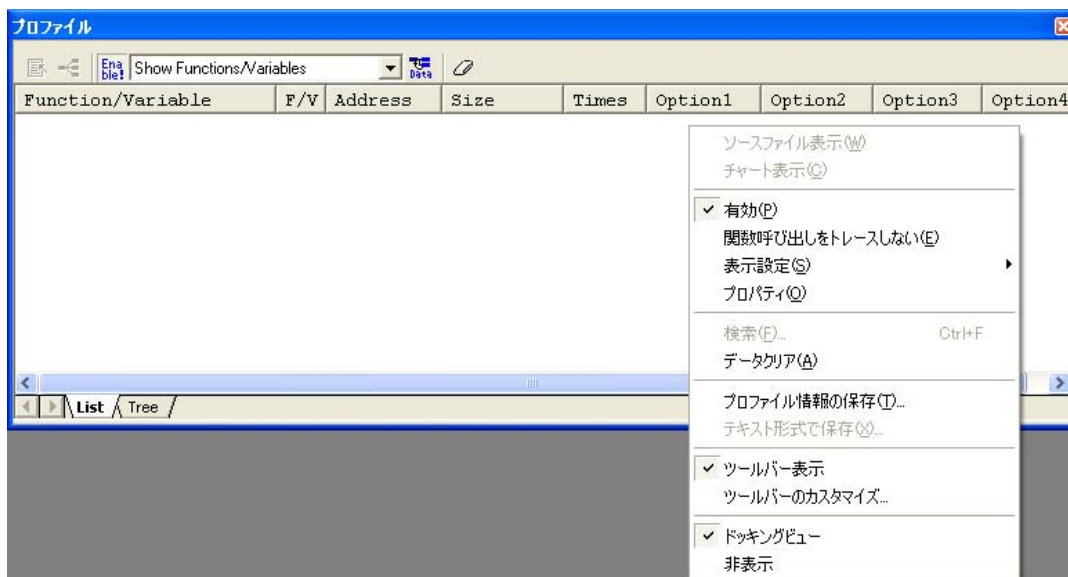 プロファイル
Ena ble! Show Functions/Variables Data
Function/Variable F/V Address Size Times Option1 Option2 Option3 Option4
ソースファイル表示(W)
チャート表示(C)
有効(P)
関数呼び出しをトレースしない(E)
表示設定(S)
プロパティ(O)
検索(F)... Ctrl+F
データクリア(A)
プロファイル情報の保存(T)...
テキスト形式で保存(X)...
ツールバー表示
ツールバーのカスタマイズ...
ドッキングビュー
非表示
List Tree